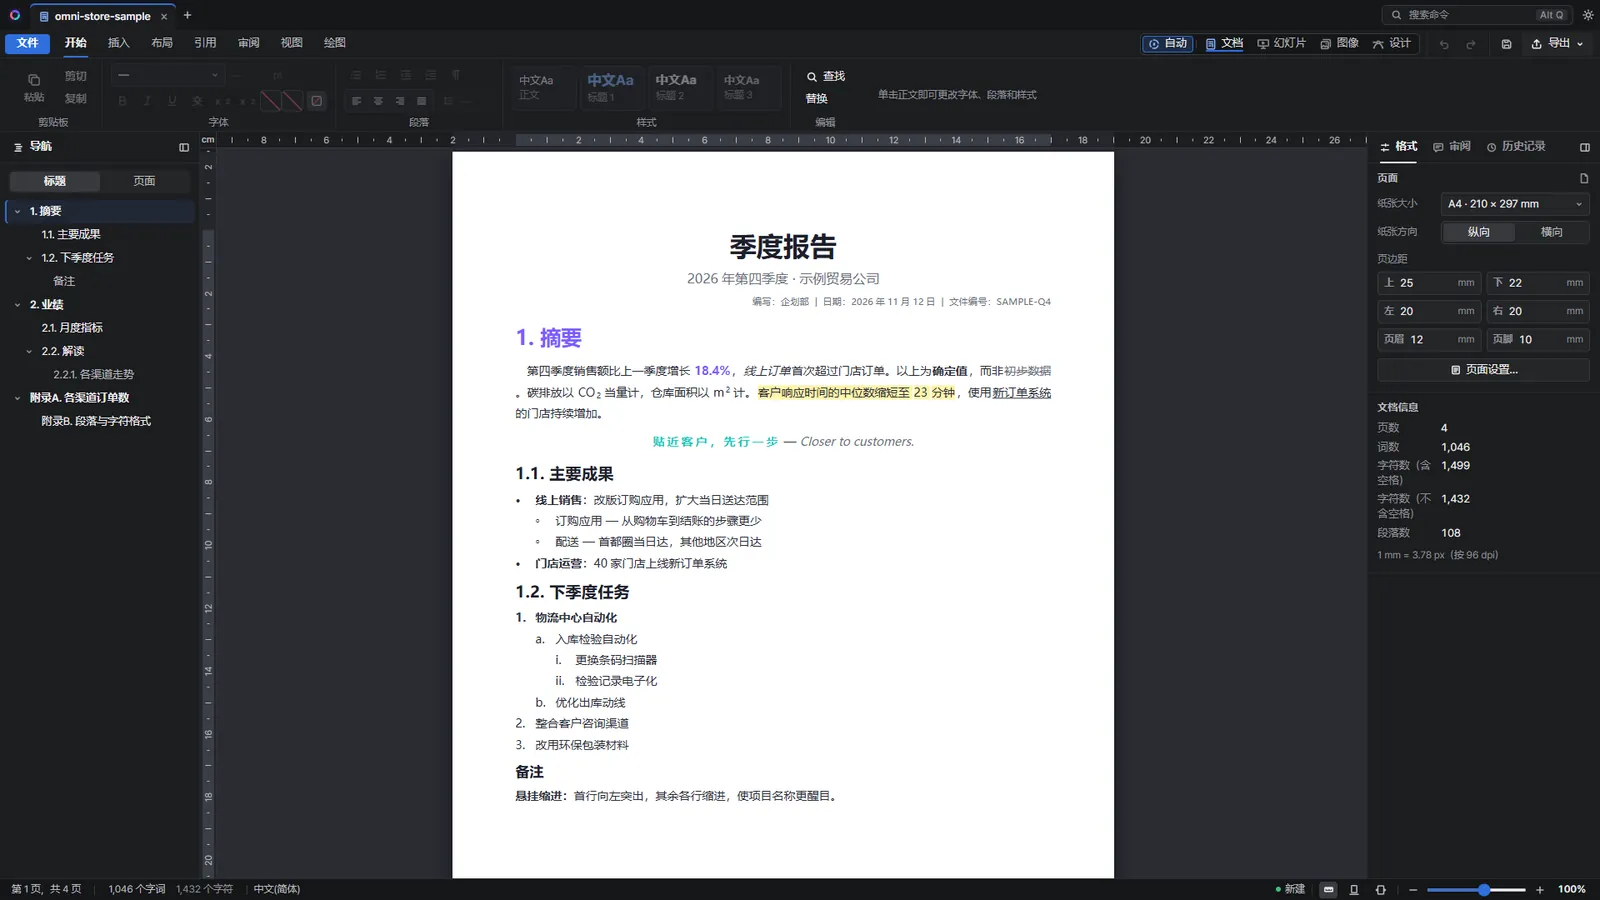 omni-store-sample
搜索命令
Alt Q
文件
开始
插入
布局
引用
审阅
视图
绘图
自动
文档
幻灯片
图像
设计
导出
粘贴
剪切
复制
剪贴板
字体
段落
中文Aa
正文
中文Aa
标题 1
中文Aa
标题 2
中文Aa
标题 3
样式
查找
替换
编辑
单击正文即可更改字体、段落和样式
导航
标题
页面
1. 摘要
1.1. 主要成果
1.2. 下季度任务
备注
2. 业绩
2.1. 月度指标
2.2. 解读
2.2.1. 各渠道走势
附录A. 各渠道订单数
附录B. 段落与字符格式
cm
8 6 4 2 2 4 6 8 10 12 14 16 18 20 22 24 26
2 2 4 6 8 10 12 14 16 18 20
季度报告
2026 年第四季度 · 示例贸易公司
编写：企划部 | 日期：2026 年 11 月 12 日 | 文件编号：SAMPLE-Q4
1. 摘要
第四季度销售额比上一季度增长 18.4%，线上订单首次超过门店订单。以上为确定值，而非初步数据
。碳排放以 CO₂ 当量计，仓库面积以 m² 计。客户响应时间的中位数缩短至 23 分钟，使用新订单系统
的门店持续增加。
贴近客户，先行一步 — Closer to customers.
1.1. 主要成果
• 线上销售：改版订购应用，扩大当日送达范围
◦ 订购应用 — 从购物车到结账的步骤更少
◦ 配送 — 首都圈当日达，其他地区次日达
• 门店运营：40 家门店上线新订单系统
1.2. 下季度任务
1. 物流中心自动化
a. 入库检验自动化
i. 更换条码扫描器
ii. 检验记录电子化
b. 优化出库动线
2. 整合客户咨询渠道
3. 改用环保包装材料
备注
悬挂缩进：首行向左突出，其余各行缩进，使项目名称更醒目。
格式
审阅
历史记录
页面
纸张大小
A4 · 210 × 297 mm
纸张方向
纵向
横向
页边距
上 25 mm
下 22 mm
左 20 mm
右 20 mm
页眉 12 mm
页脚 10 mm
页面设置...
文档信息
页数 4
词数 1,046
字符数（含空格） 1,499
字符数（不含空格） 1,432
段落数 108
1 mm = 3.78 px（按 96 dpi）
第 1 页，共 4 页
1,046 个字词
1,432 个字符
中文(简体)
新建
100%